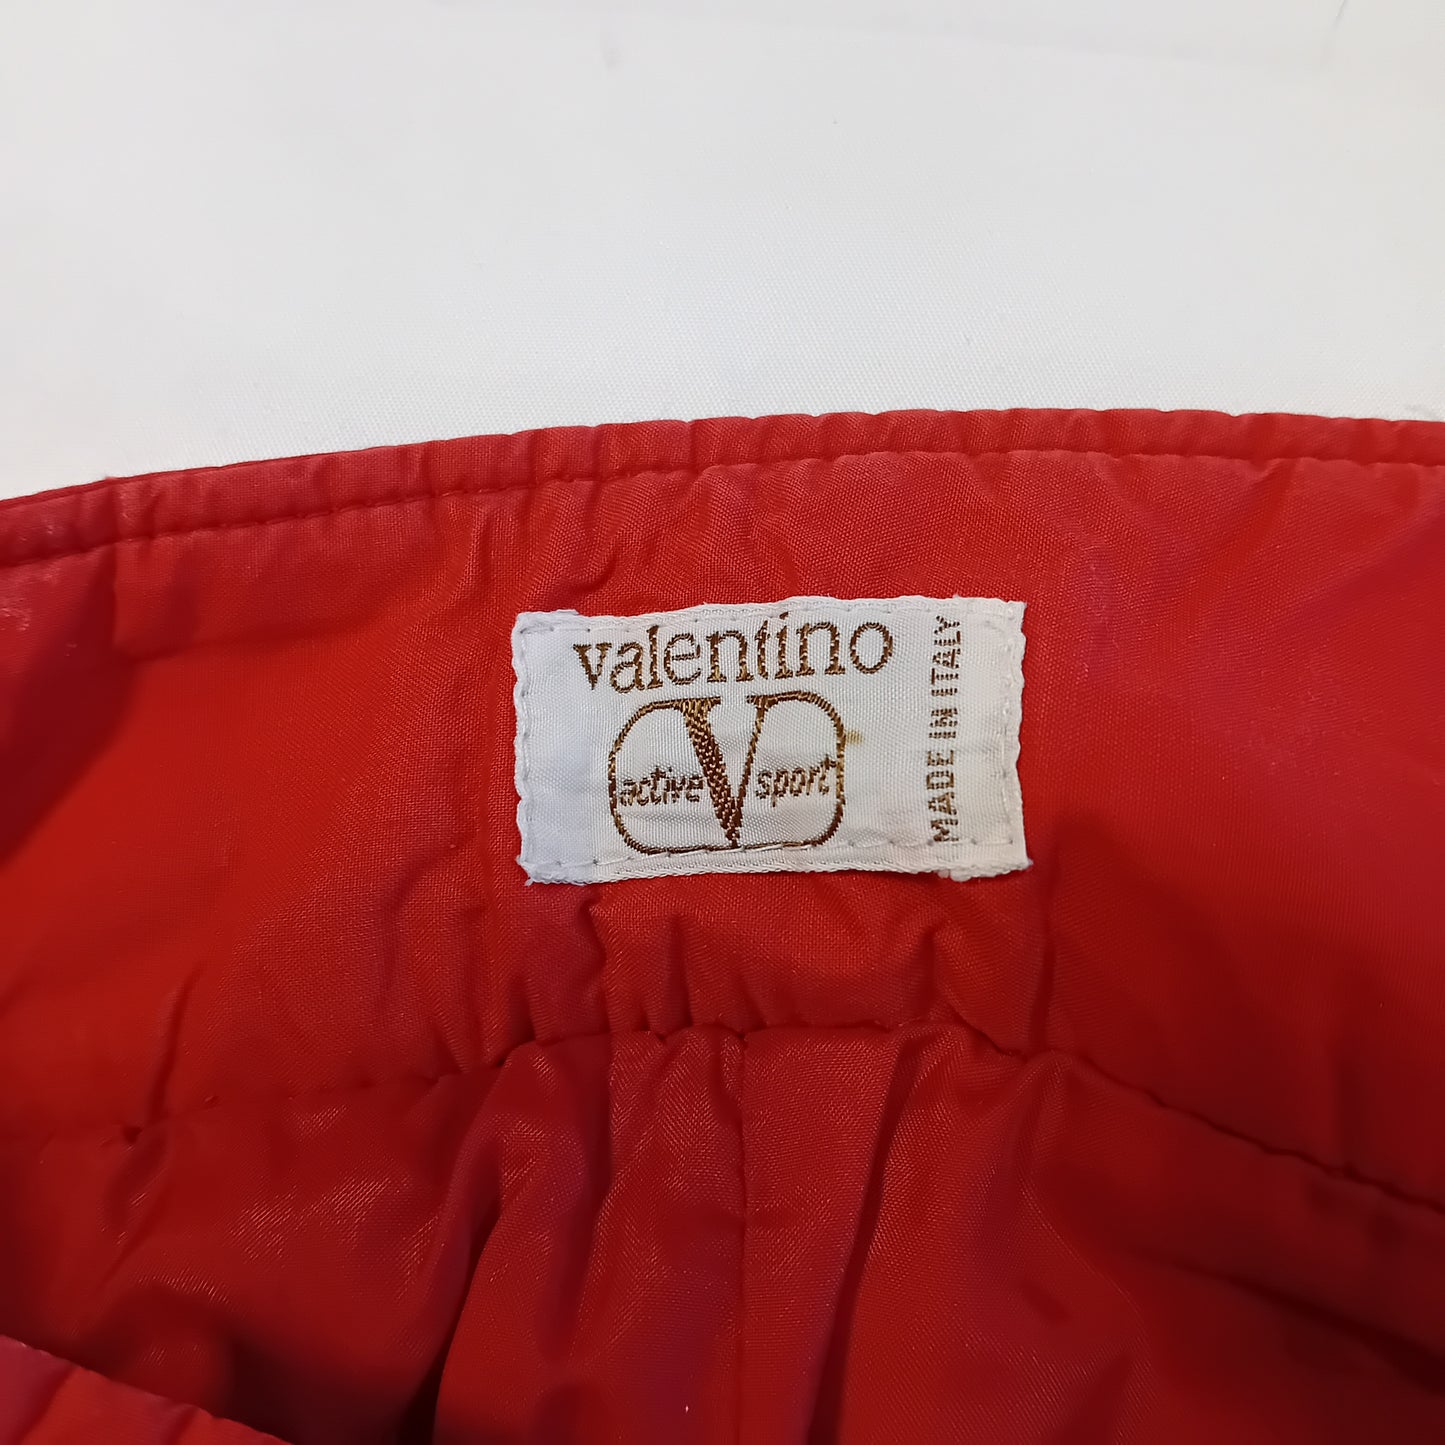 valentino
V
active sport
MADE IN ITALY